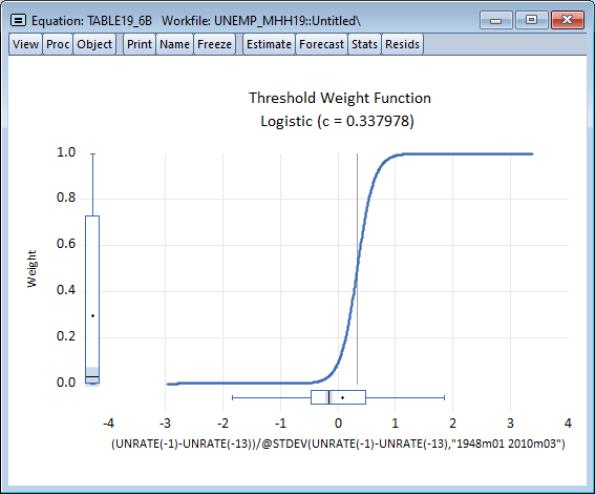 Equation: TABLE19_6B Workfile: UNEMP_MHH19::Untitled\
View Proc Object Print Name Freeze Estimate Forecast Stats Resids
Threshold Weight Function
Logistic (c = 0.337978)
Weight
1.0
0.8
0.6
0.4
0.2
0.0
-4 -3 -2 -1 0 1 2 3 4
(UNRATE(-1)-UNRATE(-13))/@STDEV(UNRATE(-1)-UNRATE(-13),"1948m01 2010m03")